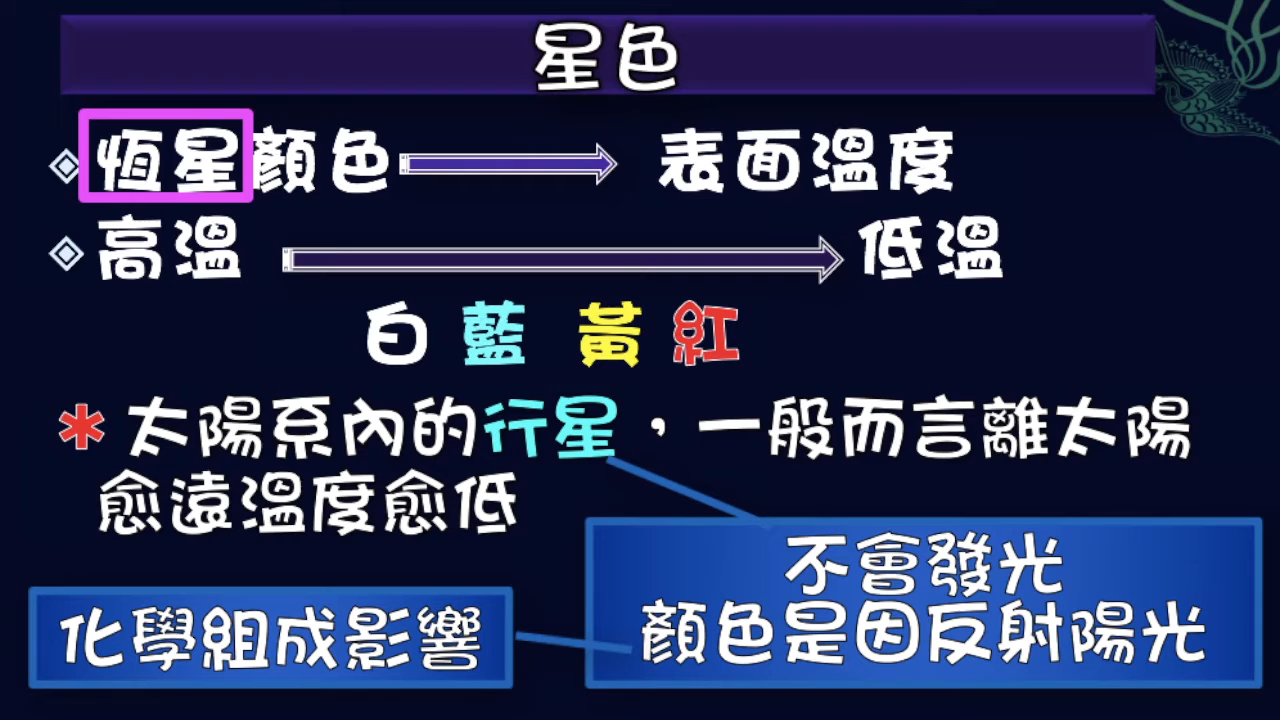 星色
恆星顏色 表面溫度
高溫 低溫
白 藍 黃 紅
* 太陽系內的行星，一般而言離太陽
愈遠溫度愈低
不會發光
顏色是因反射陽光
化學組成影響